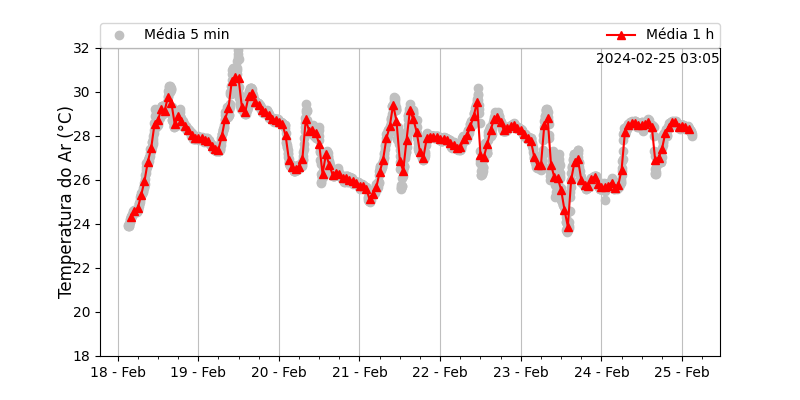 Média 5 min
Média 1 h
2024-02-25 03:05
Temperatura do Ar (°C)
32
30
28
26
24
22
20
18
18 - Feb
19 - Feb
20 - Feb
21 - Feb
22 - Feb
23 - Feb
24 - Feb
25 - Feb